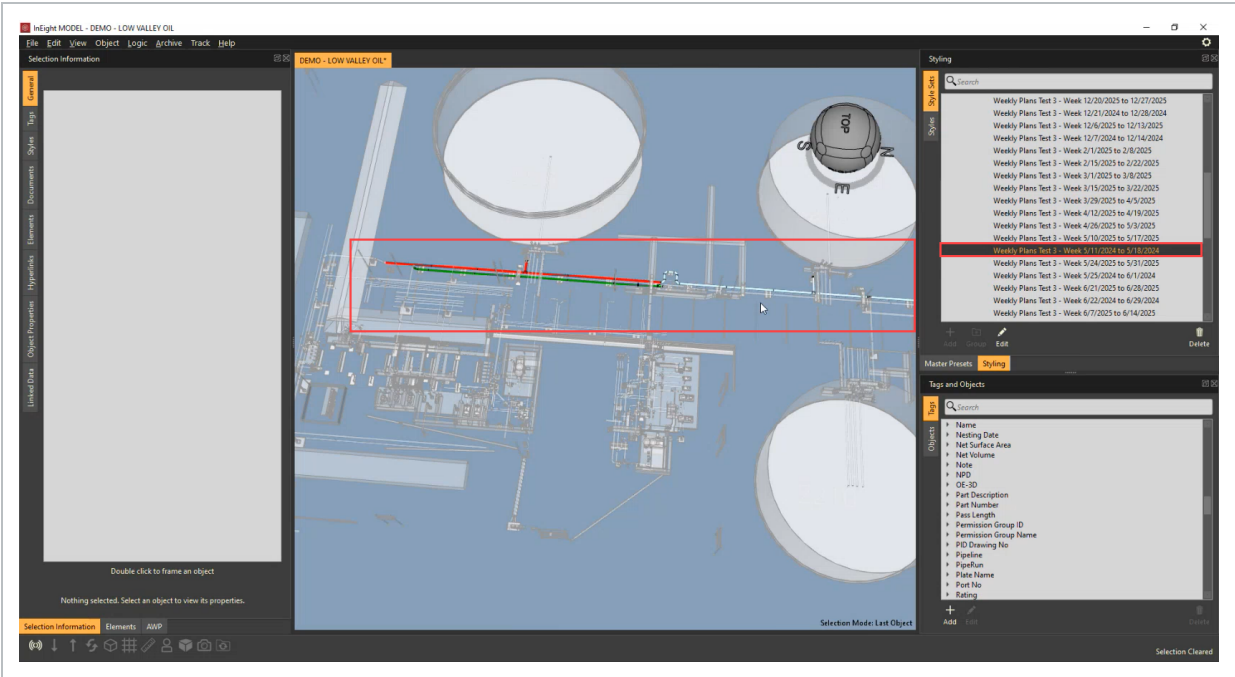 InEight MODEL - DEMO - LOW VALLEY OIL
File Edit View Object Logic Archive Track Help
Selection Information
General
Tags
Styles
Documents
Elements
Hyperlinks
Object Properties
Linked Data
Double click to frame an object
Nothing selected. Select an object to view its properties.
Selection Information Elements AWP
DEMO - LOW VALLEY OIL*
TOP
S
N
E
Selection Mode: Last Object
Styling
Style Sets
Styles
Search
Weekly Plans Test 3 - Week 12/20/2025 to 12/27/2025
Weekly Plans Test 3 - Week 12/21/2024 to 12/28/2024
Weekly Plans Test 3 - Week 12/6/2025 to 12/13/2025
Weekly Plans Test 3 - Week 12/7/2024 to 12/14/2024
Weekly Plans Test 3 - Week 2/1/2025 to 2/8/2025
Weekly Plans Test 3 - Week 2/15/2025 to 2/22/2025
Weekly Plans Test 3 - Week 3/1/2025 to 3/8/2025
Weekly Plans Test 3 - Week 3/15/2025 to 3/22/2025
Weekly Plans Test 3 - Week 3/29/2025 to 4/5/2025
Weekly Plans Test 3 - Week 4/12/2025 to 4/19/2025
Weekly Plans Test 3 - Week 4/26/2025 to 5/3/2025
Weekly Plans Test 3 - Week 5/10/2025 to 5/17/2025
Weekly Plans Test 3 - Week 5/11/2024 to 5/18/2024
Weekly Plans Test 3 - Week 5/24/2025 to 5/31/2025
Weekly Plans Test 3 - Week 5/25/2024 to 6/1/2024
Weekly Plans Test 3 - Week 6/21/2025 to 6/28/2025
Weekly Plans Test 3 - Week 6/22/2024 to 6/29/2024
Weekly Plans Test 3 - Week 6/7/2025 to 6/14/2025
Add Group Edit Delete
Master Presets Styling
Tags and Objects
Tags
Objects
Search
Name
Nesting Date
Net Surface Area
Net Volume
Note
NPD
OE-3D
Part Description
Part Number
Pass Length
Permission Group ID
Permission Group Name
PID Drawing No
Pipeline
PipeRun
Plate Name
Port No
Rating
Add Edit Delete
Selection Cleared